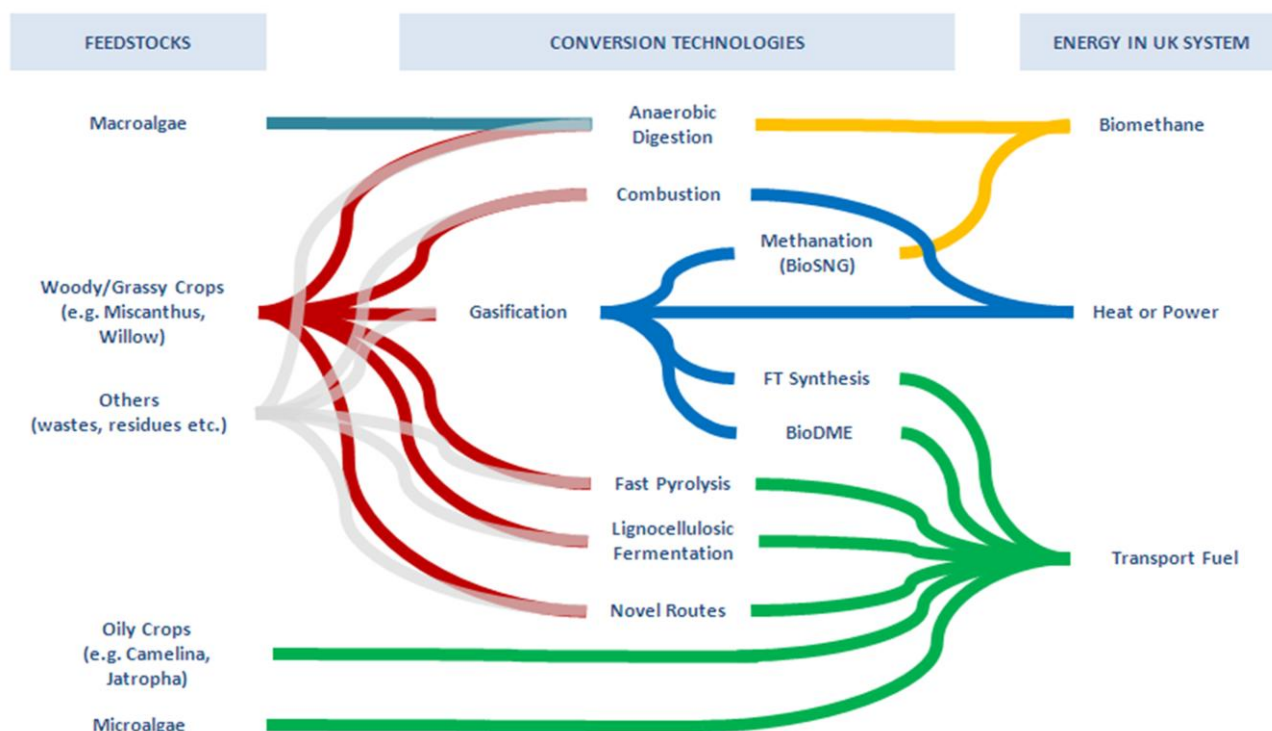 FEEDSTOCKS
CONVERSION TECHNOLOGIES
ENERGY IN UK SYSTEM
Macroalgae
Anaerobic
Digestion
Biomethane
Combustion
Methanation
(BioSNG)
Woody/Grassy Crops
(e.g. Miscanthus,
Willow)
Gasification
Heat or Power
FT Synthesis
Others
(wastes, residues etc.)
BioDME
Fast Pyrolysis
Lignocellulosic
Fermentation
Transport Fuel
Novel Routes
Oily Crops
(e.g. Camelina,
Jatropha)
Microalgae